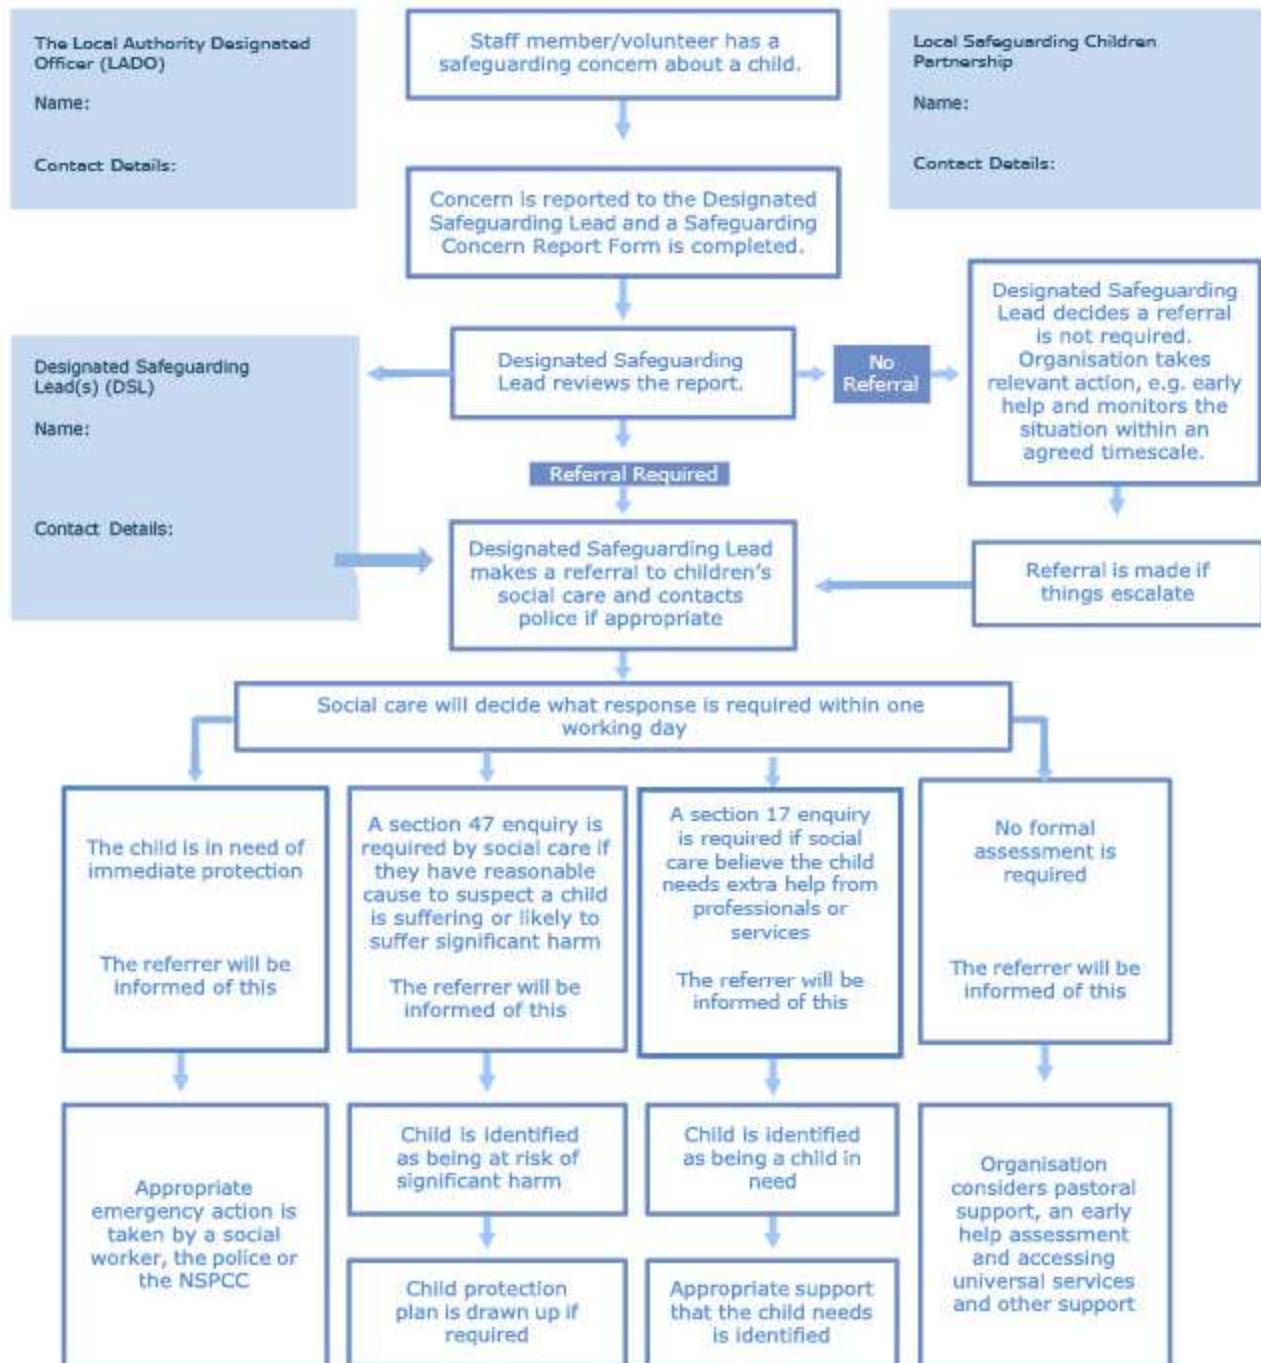 The Local Authority Designated
Officer (LADO)
Name:
Contact Details:
Staff member/volunteer has a
safeguarding concern about a child.
Local Safeguarding Children
Partnership
Name:
Contact Details:
Concern is reported to the Designated
Safeguarding Lead and a Safeguarding
Concern Report Form is completed.
Designated Safeguarding
Lead(s) (DSL)
Name:
Contact Details:
Designated Safeguarding
Lead reviews the report.
No
Referral
Designated Safeguarding
Lead decides a referral
is not required.
Organisation takes
relevant action, e.g. early
help and monitors the
situation within an
agreed timescale.
Referral Required
Designated Safeguarding Lead
makes a referral to children's
social care and contacts
police if appropriate
Referral is made if
things escalate
Social care will decide what response is required within one
working day
The child is in need of
immediate protection
The referrer will be
informed of this
A section 47 enquiry is
required by social care if
they have reasonable
cause to suspect a child
is suffering or likely to
suffer significant harm
The referrer will be
informed of this
A section 17 enquiry
is required if social
care believe the child
needs extra help from
professionals or
services
The referrer will be
informed of this
No formal
assessment is
required
The referrer will be
informed of this
Appropriate
emergency action is
taken by a social
worker, the police or
the NSPCC
Child is identified
as being at risk of
significant harm
Child protection
plan is drawn up if
required
Child is identified
as being a child in
need
Appropriate support
that the child needs
is identified
Organisation
considers pastoral
support, an early
help assessment
and accessing
universal services
and other support